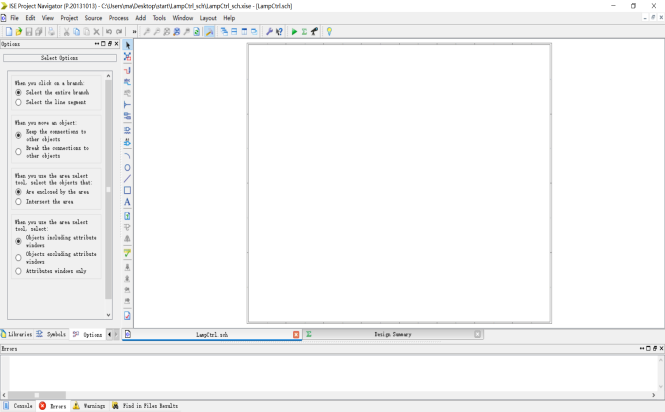 ISE Project Navigator (P.20131013) - C:\Users\ma\Desktop\start\LampCtrl_sch\LampCtrl_sch.xise - [LampCtrl.sch]
File Edit View Project Source Process Add Tools Window Layout Help
Options
Select Options
When you click on a branch:
Select the entire branch
Select the line segment
When you move an object:
Keep the connections to
other objects
Break the connections to
other objects
When you use the area select
tool, select the objects that:
Are enclosed by the area
Intersect the area
When you use the area select
tool, select:
Objects including attribute
windows
Objects excluding attribute
windows
Attributes windows only
A
Libraries Symbols Options
LampCtrl.sch
Design Summary
Errors
Console Errors Warnings Find in Files Results